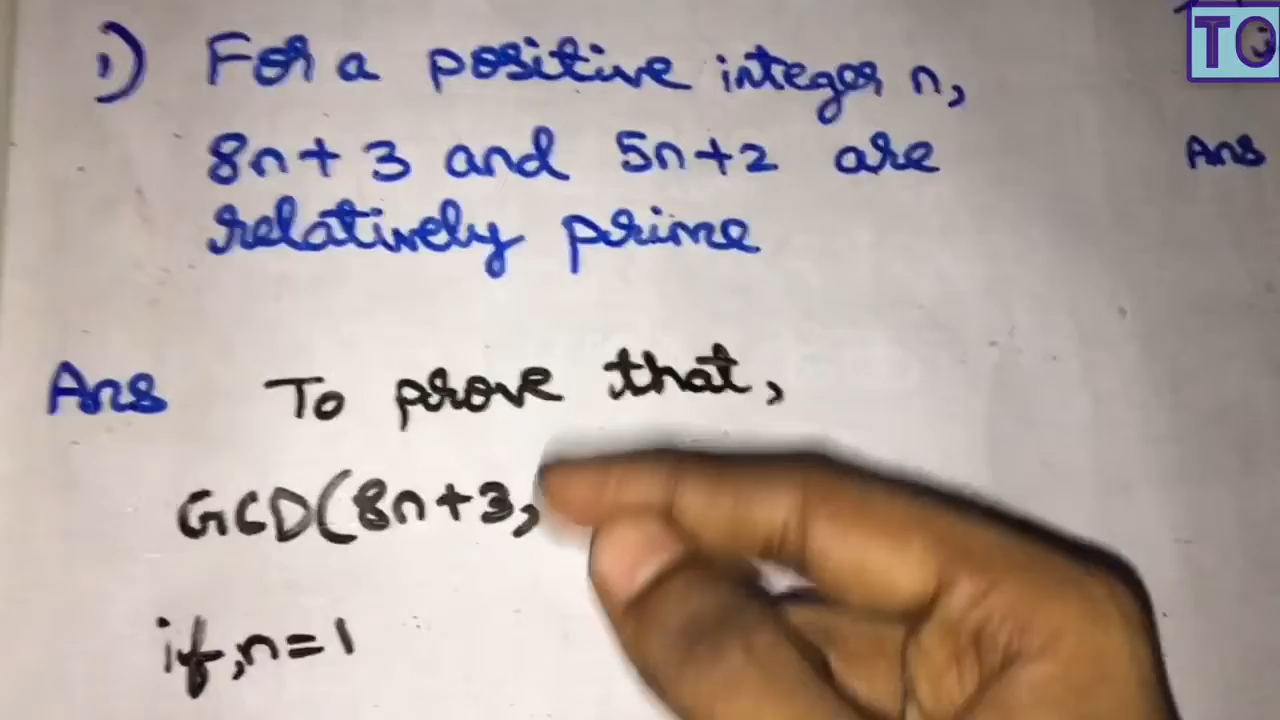 1) For a positive integer n,
8n+3 and 5n+2 are
relatively prime
Ans To prove that,
GCD(8n+3,
if, n=1
Ans
TO